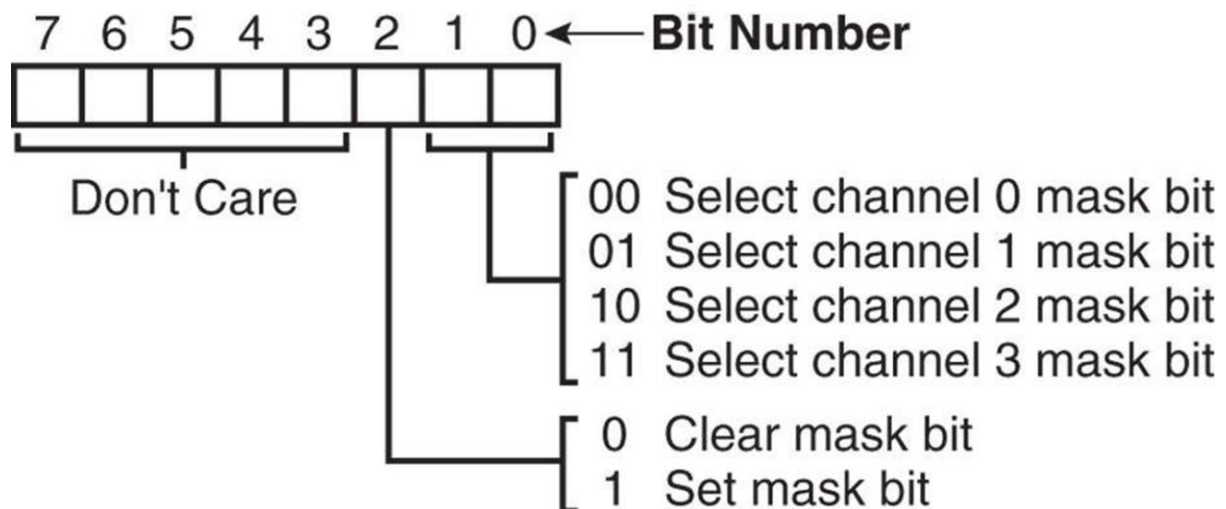 7 6 5 4 3 2 1 0 Bit Number
Don't Care
00 Select channel 0 mask bit
01 Select channel 1 mask bit
10 Select channel 2 mask bit
11 Select channel 3 mask bit
0 Clear mask bit
1 Set mask bit